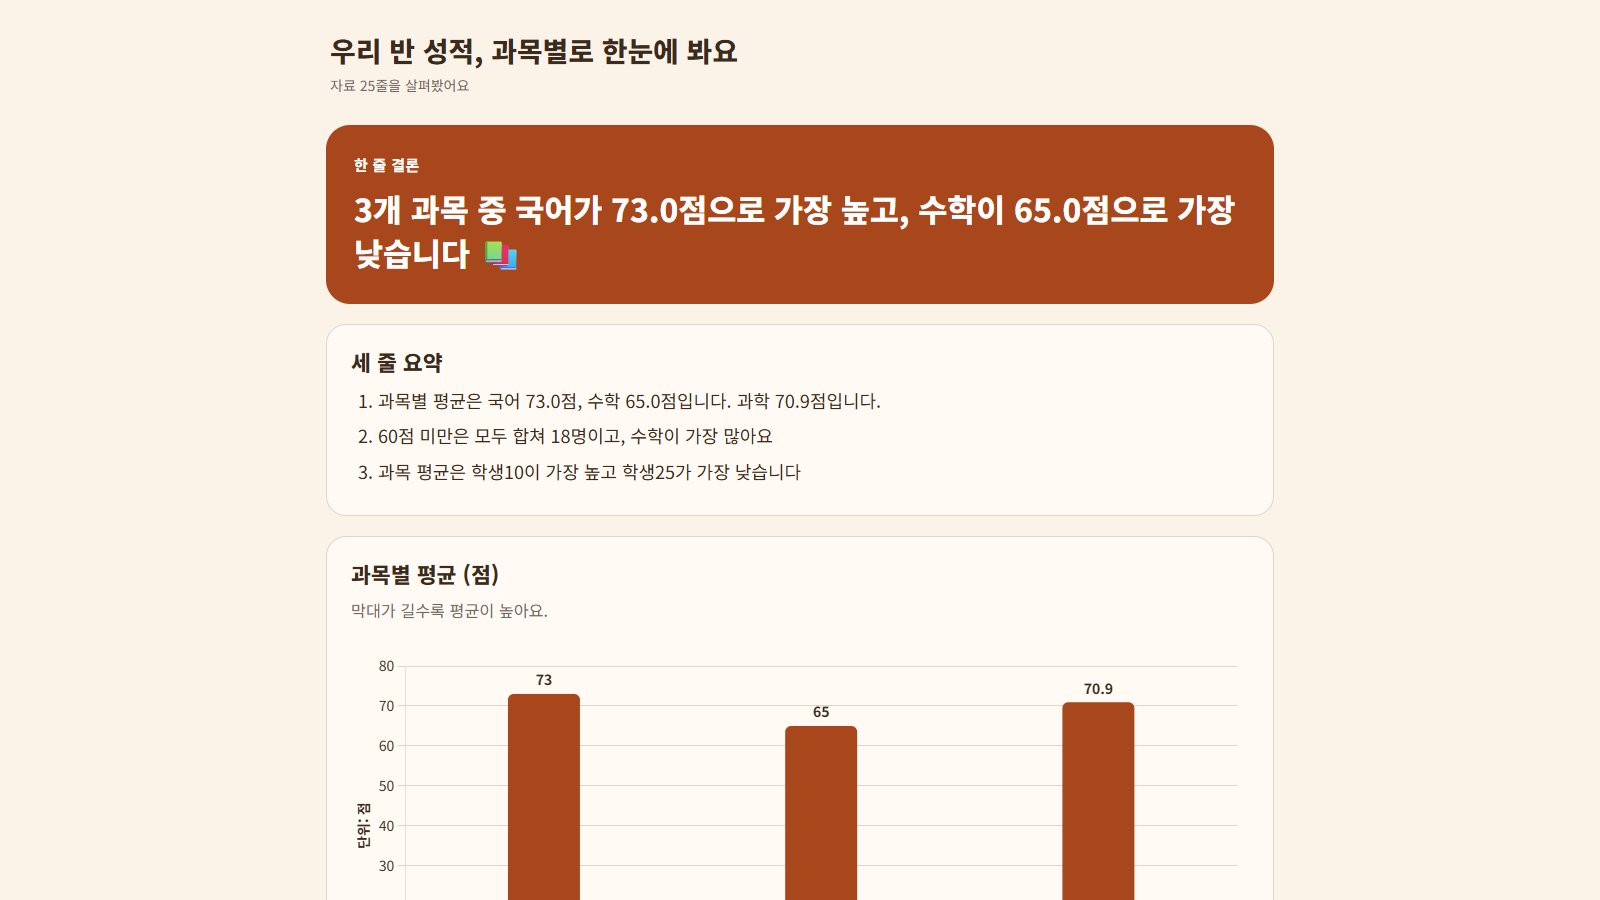 우리 반 성적, 과목별로 한눈에 봐요
자료 25줄을 살펴봤어요
한 줄 결론
3개 과목 중 국어가 73.0점으로 가장 높고, 수학이 65.0점으로 가장
낮습니다
세 줄 요약
1. 과목별 평균은 국어 73.0점, 수학 65.0점입니다. 과학 70.9점입니다.
2. 60점 미만은 모두 합쳐 18명이고, 수학이 가장 많아요
3. 과목 평균은 학생10이 가장 높고 학생25가 가장 낮습니다
과목별 평균 (점)
막대가 길수록 평균이 높아요.
80
73
70.9
70
65
60
50
단위: 점
40
30